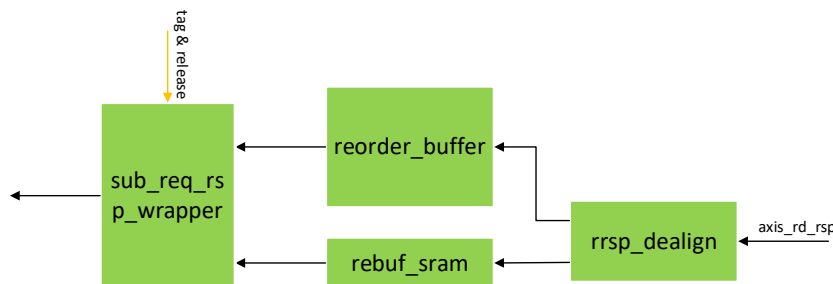 tag & release
sub_req_rs
p_wrapper
reorder_buffer
rebuf_sram
rrsp_dealign
axis_rd_rsp